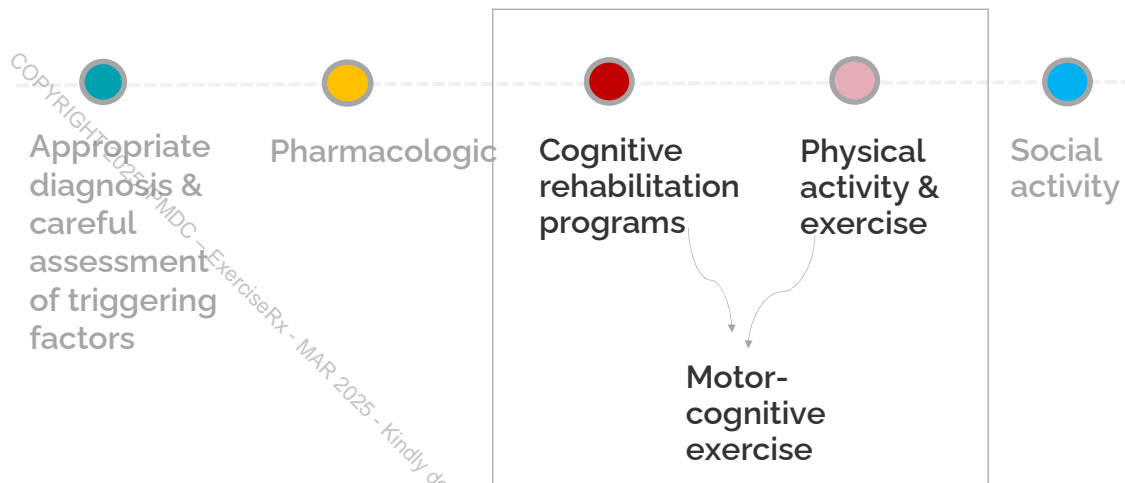 Appropriate
diagnosis &
careful
assessment
of triggering
factors
Pharmacologic
Cognitive
rehabilitation
programs
Physical
activity &
exercise
Social
activity
Motor-
cognitive
exercise
COPYRIGHT 2025 PMDC – ExerciseRx - MAR 2025 - Kindly